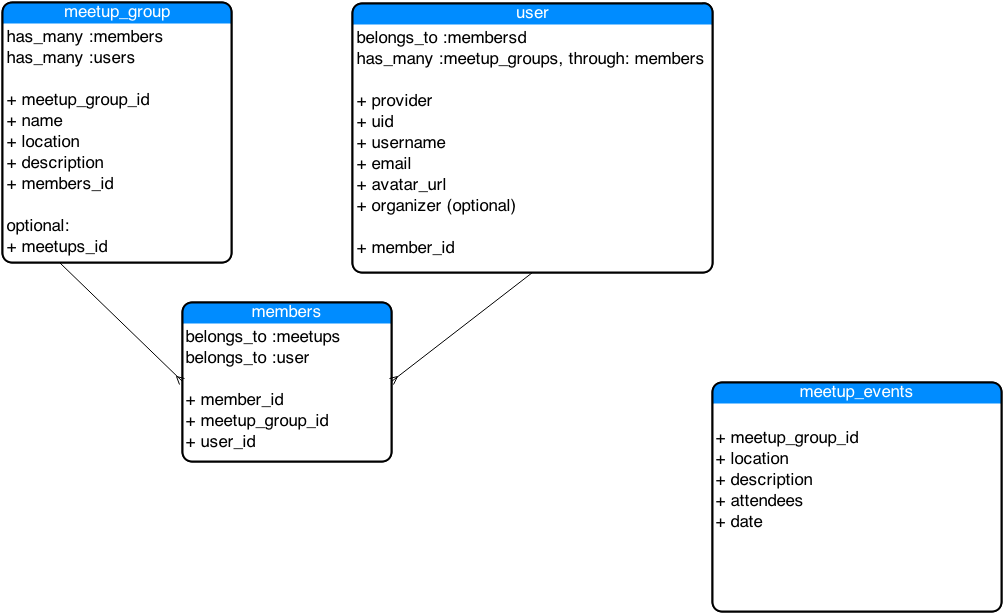 meetup_group
has_many :members
has_many :users
+ meetup_group_id
+ name
+ location
+ description
+ members_id
optional:
+ meetups_id
user
belongs_to :membersd
has_many :meetup_groups, through: members
+ provider
+ uid
+ username
+ email
+ avatar_url
+ organizer (optional)
+ member_id
members
belongs_to :meetups
belongs_to :user
+ member_id
+ meetup_group_id
+ user_id
meetup_events
+ meetup_group_id
+ location
+ description
+ attendees
+ date